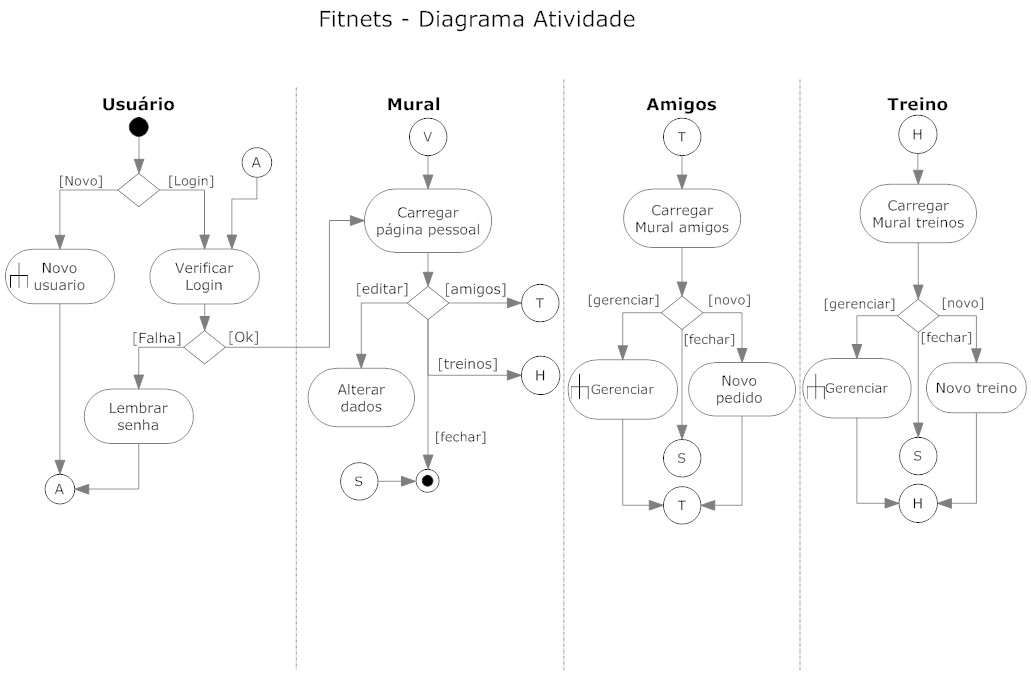 Fitnets - Diagrama Atividade
Usuário
A
[Novo]
[Login]
Novo
usuario
Verificar
Login
[Falha]
[Ok]
Lembrar
senha
A
Mural
V
Carregar
página pessoal
[editar]
[amigos]
T
[treinos]
H
Alterar
dados
[fechar]
S
Amigos
T
Carregar
Mural amigos
[gerenciar]
[novo]
[fechar]
Gerenciar
Novo
pedido
S
T
Treino
H
Carregar
Mural treinos
[gerenciar]
[novo]
[fechar]
Gerenciar
Novo treino
S
H